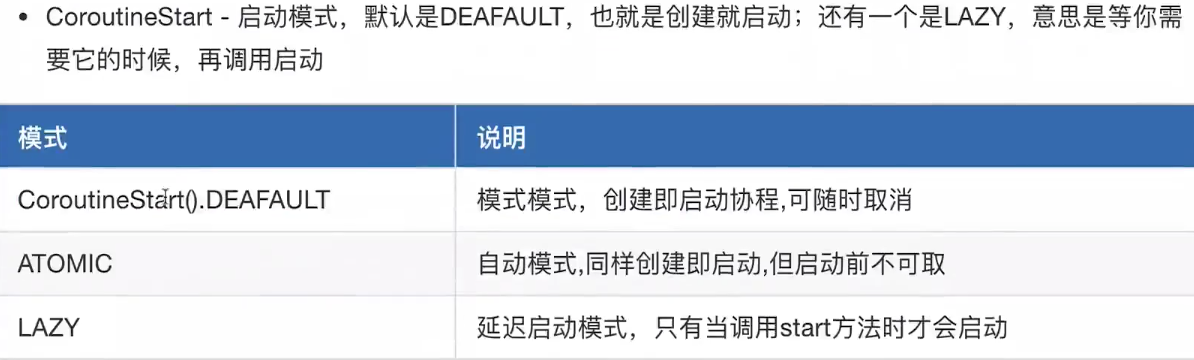 • CoroutineStart - 启动模式，默认是DEAFAULT，也就是创建就启动；还有一个是LAZY，意思是等你需
要它的时候，再调用启动
模式 说明
CoroutineStart().DEAFAULT 模式模式，创建即启动协程,可随时取消
ATOMIC 自动模式,同样创建即启动,但启动前不可取
LAZY 延迟启动模式，只有当调用start方法时才会启动